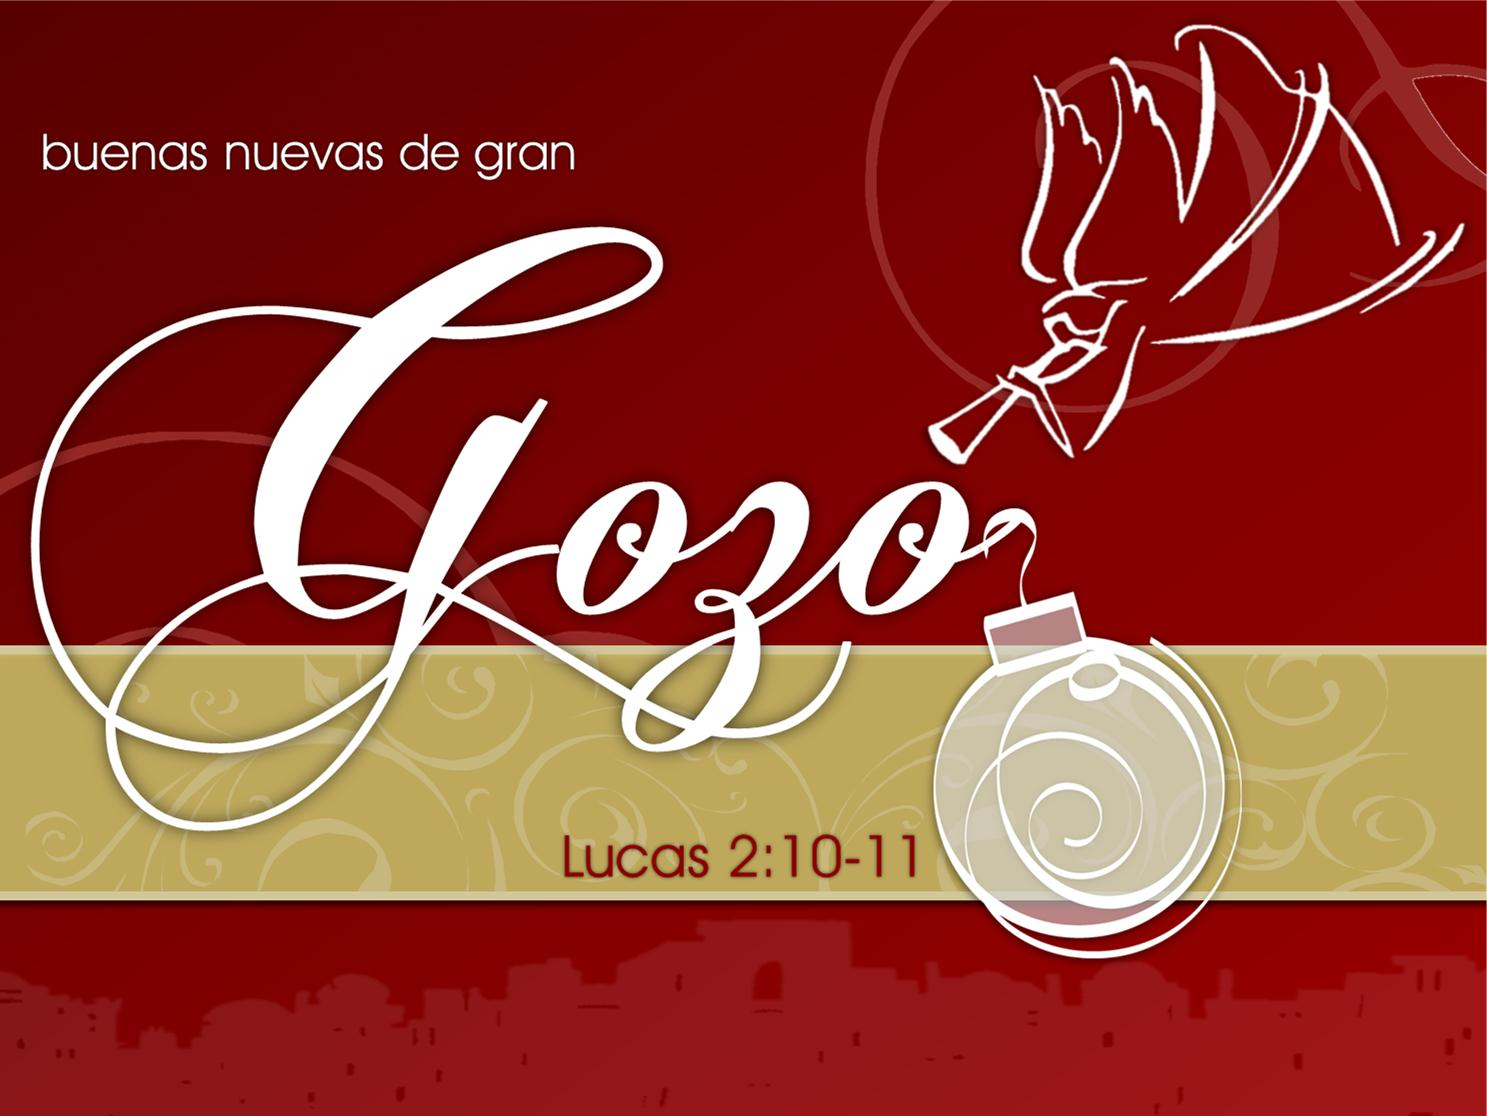 buenas nuevas de gran
Gozo
Lucas 2:10-11